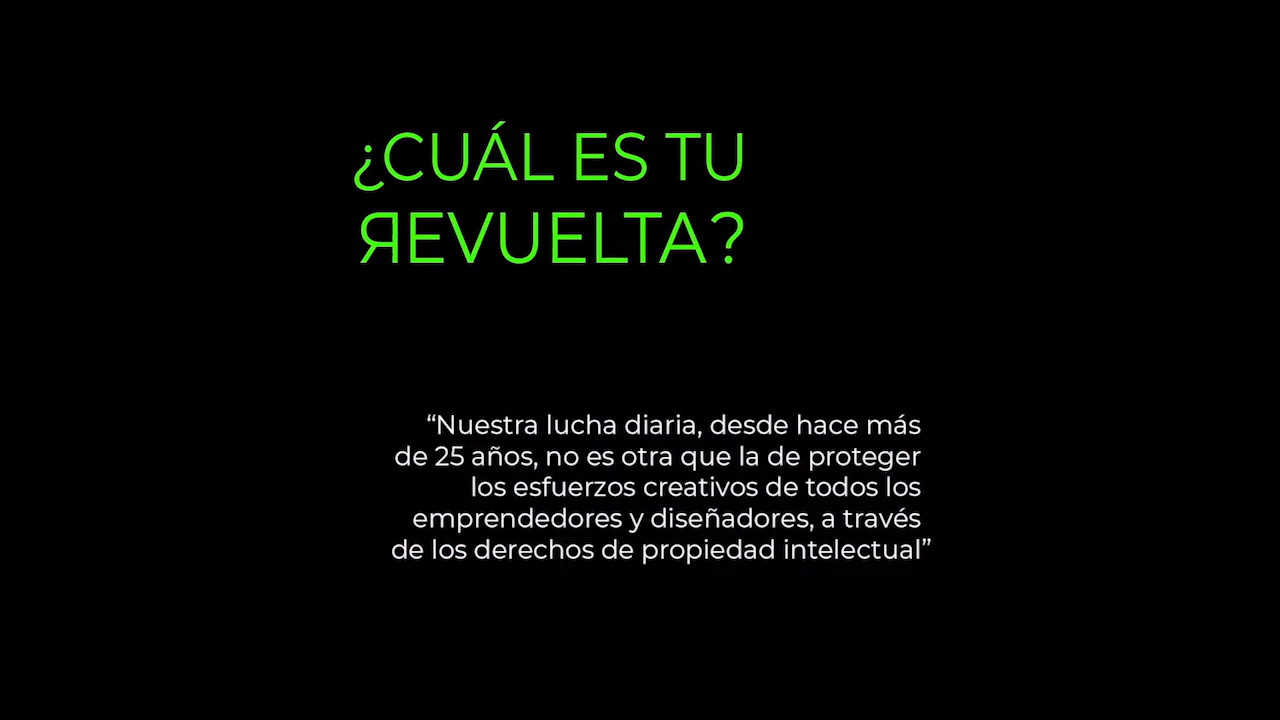 ¿CUÁL ES TU
ЯEVUELTA?
“Nuestra lucha diaria, desde hace más
de 25 años, no es otra que la de proteger
los esfuerzos creativos de todos los
emprendedores y diseñadores, a través
de los derechos de propiedad intelectual”